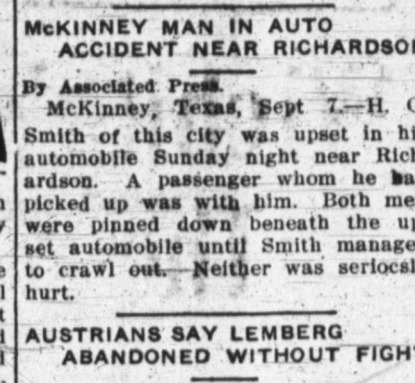 McKINNEY MAN IN AUTO
ACCIDENT NEAR RICHARDSO
By Associated Press.
McKinney, Texas, Sept 7.—H.
Smith of this city was upset in hi
automobile Sunday night near Rich
ardson. A passenger whom he ha
picked up was with him. Both me
were pinned down beneath the up
set automobile until Smith manage
to crawl out. Neither was seriocsl
hurt.
AUSTRIANS SAY LEMBERG
ABANDONED WITHOUT FIGH